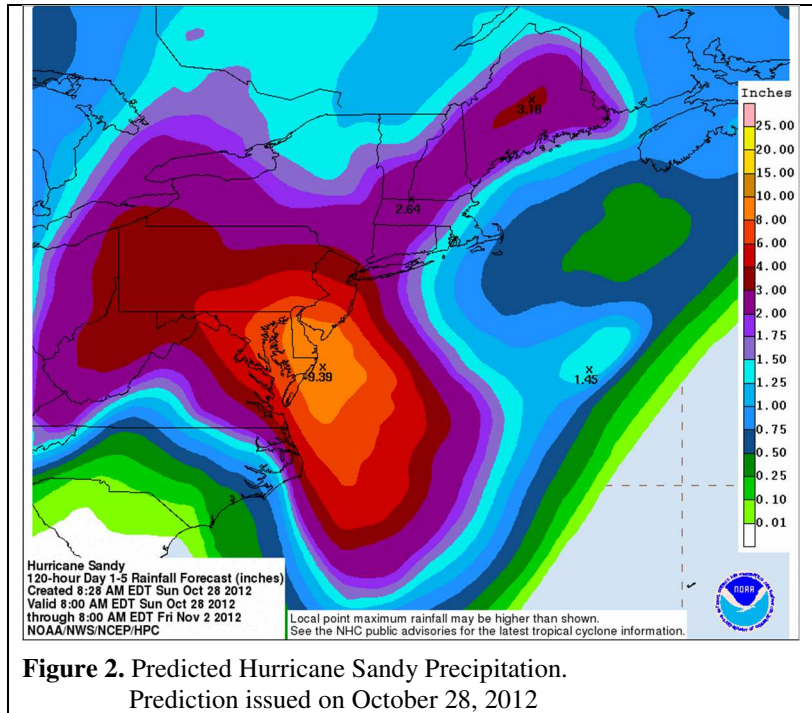 Inches
25.00
20.00
15.00
10.00
8.00
6.00
4.00
3.00
2.00
1.75
1.50
1.25
1.00
0.75
0.50
0.25
0.10
0.01
3.18
2.64
9.39
1.45
Hurricane Sandy
120-hour Day 1-5 Rainfall Forecast (inches)
Created 8:28 AM EDT Sun Oct 28 2012
Valid 8:00 AM EDT Sun Oct 28 2012
through 8:00 AM EDT Fri Nov 2 2012
NOAA/NWS/NCEP/HPC
Local point maximum rainfall may be higher than shown.
See the NHC public advisories for the latest tropical cyclone information.
NOAA
Figure 2. Predicted Hurricane Sandy Precipitation.
Prediction issued on October 28, 2012